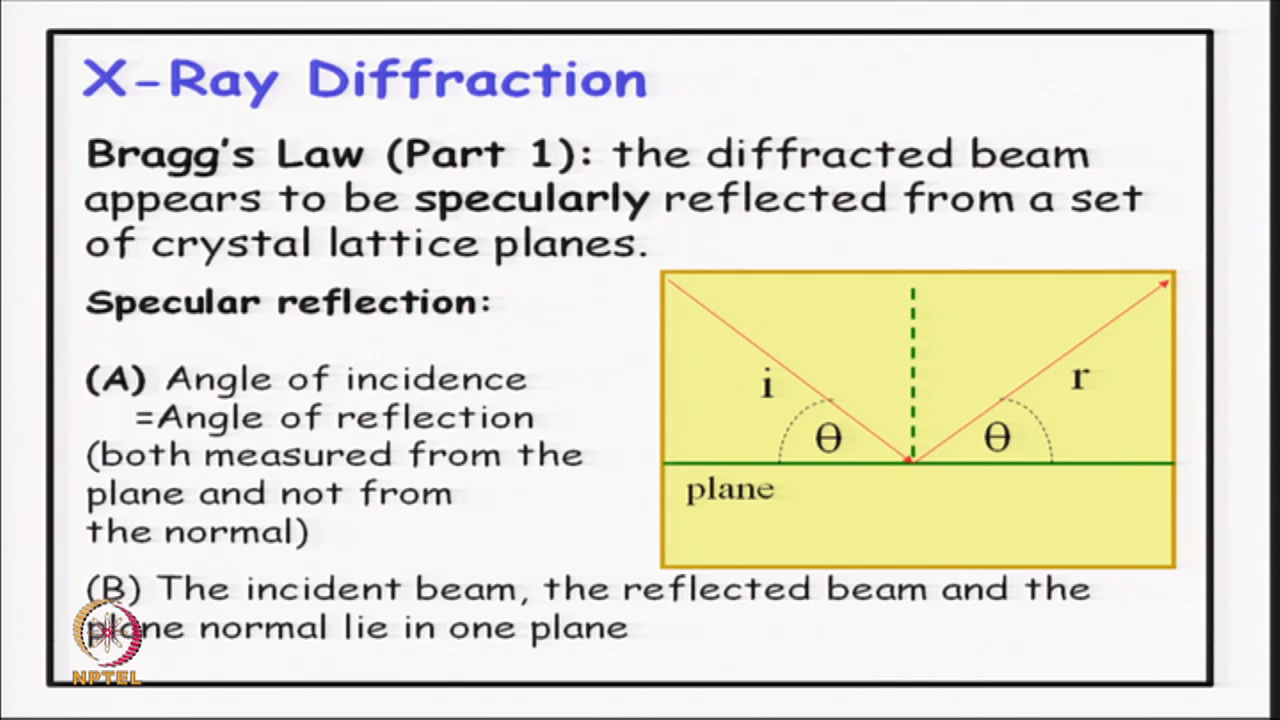 X-Ray Diffraction
Bragg's Law (Part 1): the diffracted beam
appears to be specularly reflected from a set
of crystal lattice planes.
Specular reflection:
(A) Angle of incidence
=Angle of reflection
(both measured from the
plane and not from
the normal)
i
r
θ
θ
plane
(B) The incident beam, the reflected beam and the
plane normal lie in one plane
NPTEL